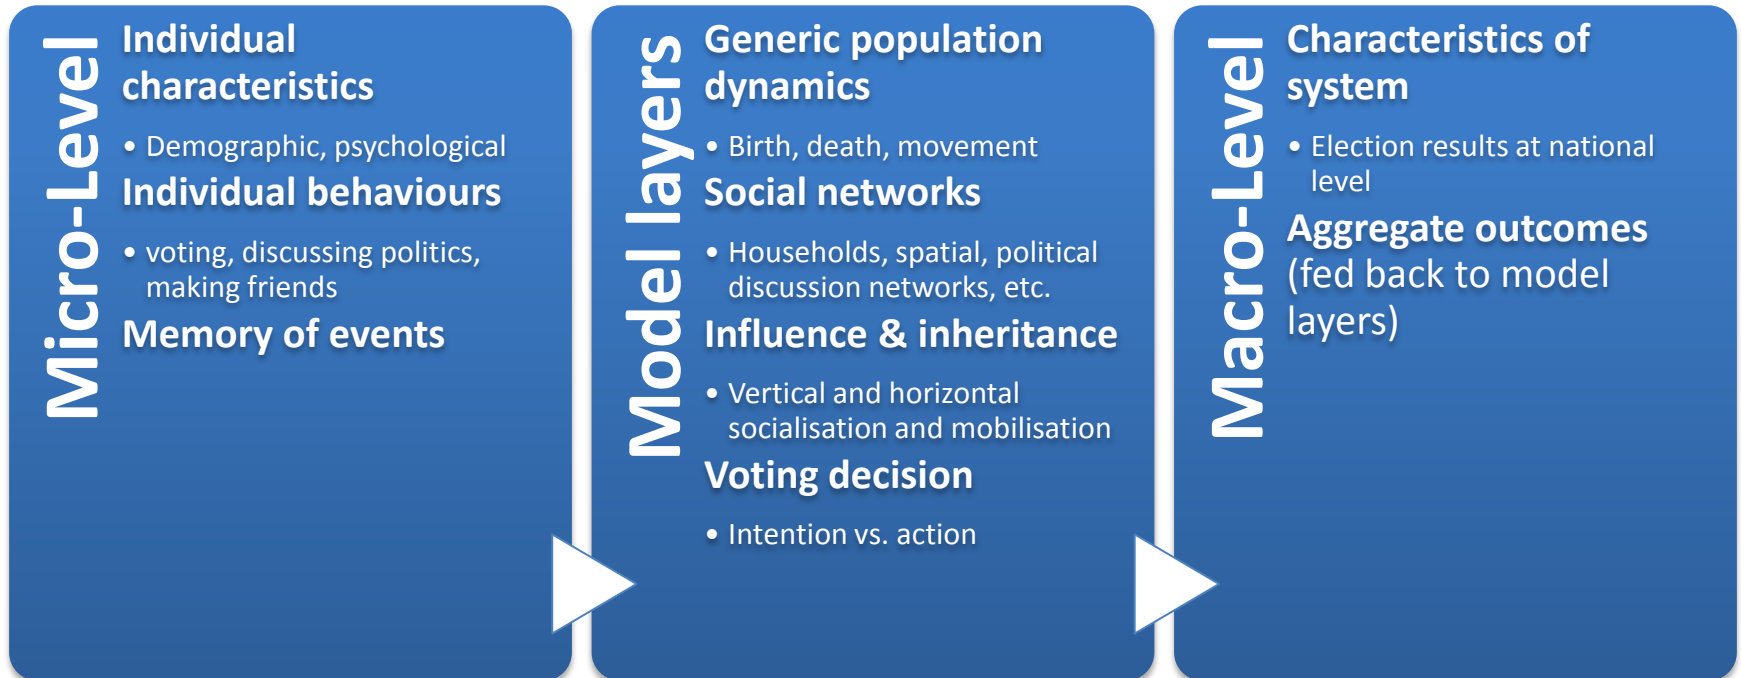 Micro-Level
Individual
characteristics
• Demographic, psychological
Individual behaviours
• voting, discussing politics,
making friends
Memory of events
Model layers
Generic population
dynamics
• Birth, death, movement
Social networks
• Households, spatial, political
discussion networks, etc.
Influence & inheritance
• Vertical and horizontal
socialisation and mobilisation
Voting decision
• Intention vs. action
Macro-Level
Characteristics of
system
• Election results at national
level
Aggregate outcomes
(fed back to model
layers)